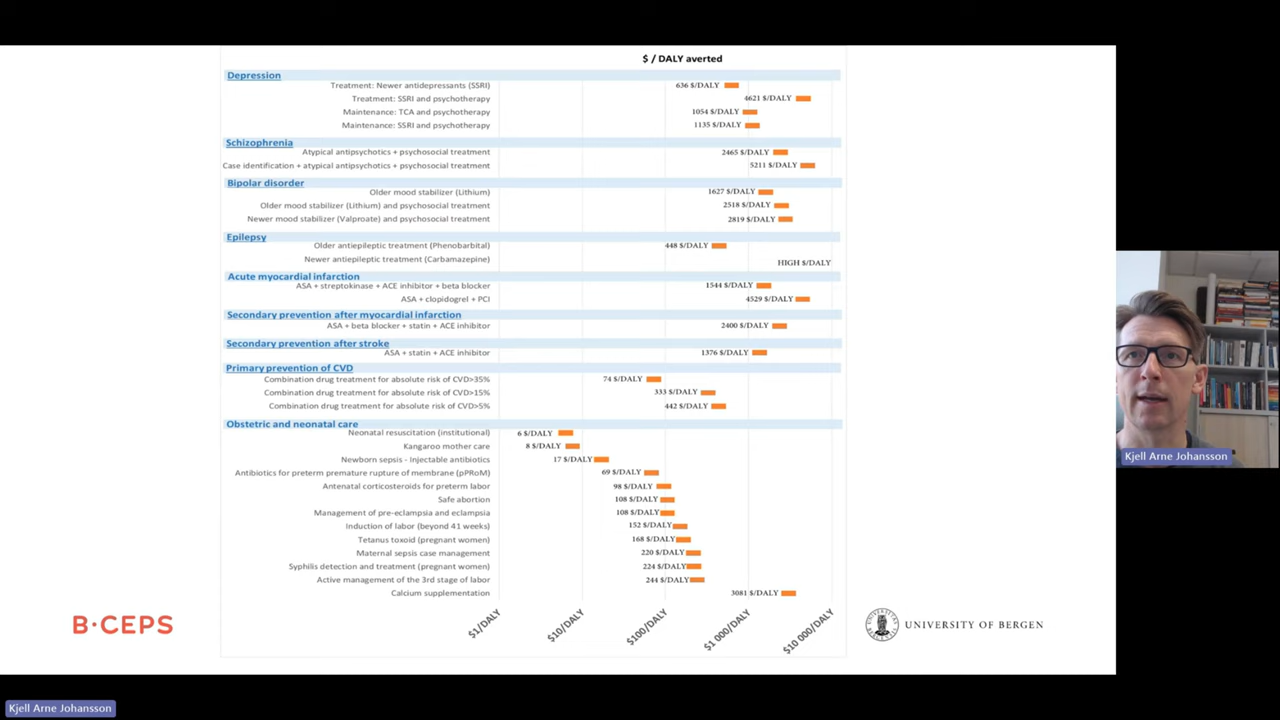 $ / DALY averted
Depression
Treatment: Newer antidepressants (SSRI) 636 $/DALY
Treatment: SSRI and psychotherapy 4621 $/DALY
Maintenance: TCA and psychotherapy 1054 $/DALY
Maintenance: SSRI and psychotherapy 1135 $/DALY
Schizophrenia
Atypical antipsychotics + psychosocial treatment 2465 $/DALY
Case identification + atypical antipsychotics + psychosocial treatment 5211 $/DALY
Bipolar disorder
Older mood stabilizer (Lithium) 1627 $/DALY
Older mood stabilizer (Lithium) and psychosocial treatment 2518 $/DALY
Newer mood stabilizer (Valproate) and psychosocial treatment 2819 $/DALY
Epilepsy
Older antiepileptic treatment (Phenobarbital) 448 $/DALY
Newer antiepileptic treatment (Carbamazepine) HIGH $/DALY
Acute myocardial infarction
ASA + streptokinase + ACE inhibitor + beta blocker 1544 $/DALY
ASA + clopidogrel + PCI 4529 $/DALY
Secondary prevention after myocardial infarction
ASA + beta blocker + statin + ACE inhibitor 2400 $/DALY
Secondary prevention after stroke
ASA + statin + ACE inhibitor 1376 $/DALY
Primary prevention of CVD
Combination drug treatment for absolute risk of CVD>35% 74 $/DALY
Combination drug treatment for absolute risk of CVD>15% 333 $/DALY
Combination drug treatment for absolute risk of CVD>5% 442 $/DALY
Obstetric and neonatal care
Neonatal resuscitation (institutional) 6 $/DALY
Kangaroo mother care 8 $/DALY
Newborn sepsis - Injectable antibiotics 17 $/DALY
Antibiotics for preterm premature rupture of membrane (pPRoM) 69 $/DALY
Antenatal corticosteroids for preterm labor 98 $/DALY
Safe abortion 108 $/DALY
Management of pre-eclampsia and eclampsia 108 $/DALY
Induction of labor (beyond 41 weeks) 152 $/DALY
Tetanus toxoid (pregnant women) 168 $/DALY
Maternal sepsis case management 220 $/DALY
Syphilis detection and treatment (pregnant women) 224 $/DALY
Active management of the 3rd stage of labor 244 $/DALY
Calcium supplementation 3081 $/DALY
$1/DALY $10/DALY $100/DALY $1 000/DALY $10 000/DALY
B·CEPS
UNIVERSITY OF BERGEN
Kjell Arne Johansson
Kjell Arne Johansson